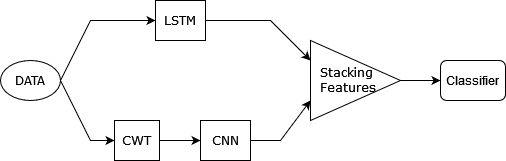 LSTM
DATA
Stacking
Features
Classifier
CWT
CNN